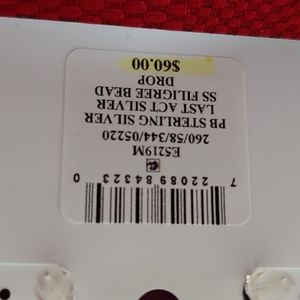 7 22089 84323 0
E5219M
260/58/344/05220
PB STERLING SILVER
LAST ACT SILVER
SS FILIGREE BEAD
DROP
$60.00